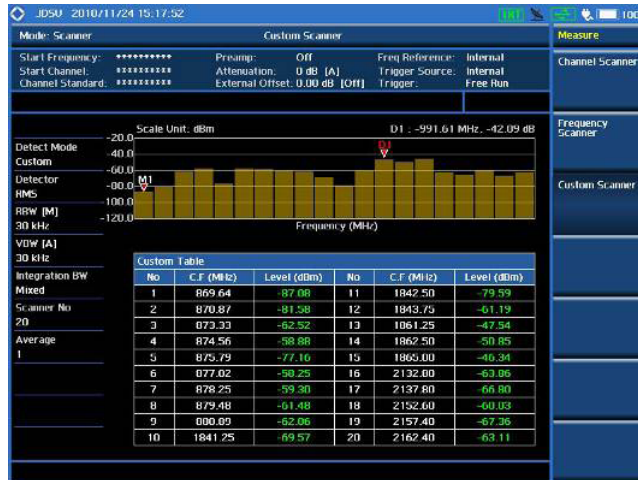 JDSU 2010/11/24 15:17:52
EXT
100
Mode: Scanner
Custom Scanner
Measure
Start Frequency: **********
Preamp: Off
Freq Reference: Internal
Start Channel: **********
Attenuation: 0 dB [A]
Trigger Source: Internal
Channel Standard: **********
External Offset: 0.00 dB [Off]
Trigger: Free Run
Channel Scanner
Frequency Scanner
Custom Scanner
Detect Mode
Custom
Detector
RMS
RBW [M]
30 kHz
VBW [A]
30 kHz
Integration BW
Mixed
Scanner No
20
Average
1
Scale Unit: dBm
D1 : -991.61 MHz, -42.09 dB
-20.0
-40.0
-60.0
-80.0
-100.0
-120.0
M1
D1
Frequency (MHz)
Custom Table
No C.F (MHz) Level (dBm) No C.F (MHz) Level (dBm)
1 869.64 -87.08 11 1842.50 -79.59
2 870.87 -81.58 12 1843.75 -61.19
3 873.33 -62.52 13 1861.25 -47.54
4 874.56 -58.88 14 1862.50 -50.85
5 875.79 -77.16 15 1865.00 -46.34
6 877.02 -58.25 16 2132.80
7 878.25 -59.30 17 2137.80 -66.80
8 879.48 -61.48 18 2152.60
9 19 2157.40 -67.36
10 1841.25 -69.57 20 2162.40 -63.11